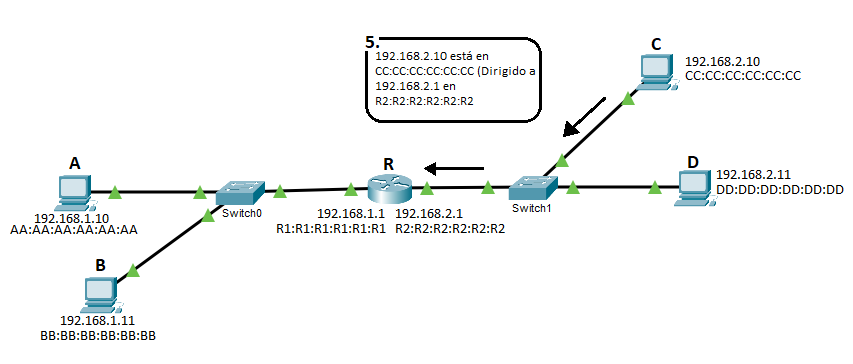 5.
192.168.2.10 está en
CC:CC:CC:CC:CC:CC (Dirigido a
192.168.2.1 en
R2:R2:R2:R2:R2:R2
C
192.168.2.10
CC:CC:CC:CC:CC:CC
A
192.168.1.10
AA:AA:AA:AA:AA:AA
Switch0
R
192.168.1.1
R1:R1:R1:R1:R1:R1
192.168.2.1
R2:R2:R2:R2:R2:R2
Switch1
D
192.168.2.11
DD:DD:DD:DD:DD:DD
B
192.168.1.11
BB:BB:BB:BB:BB:BB